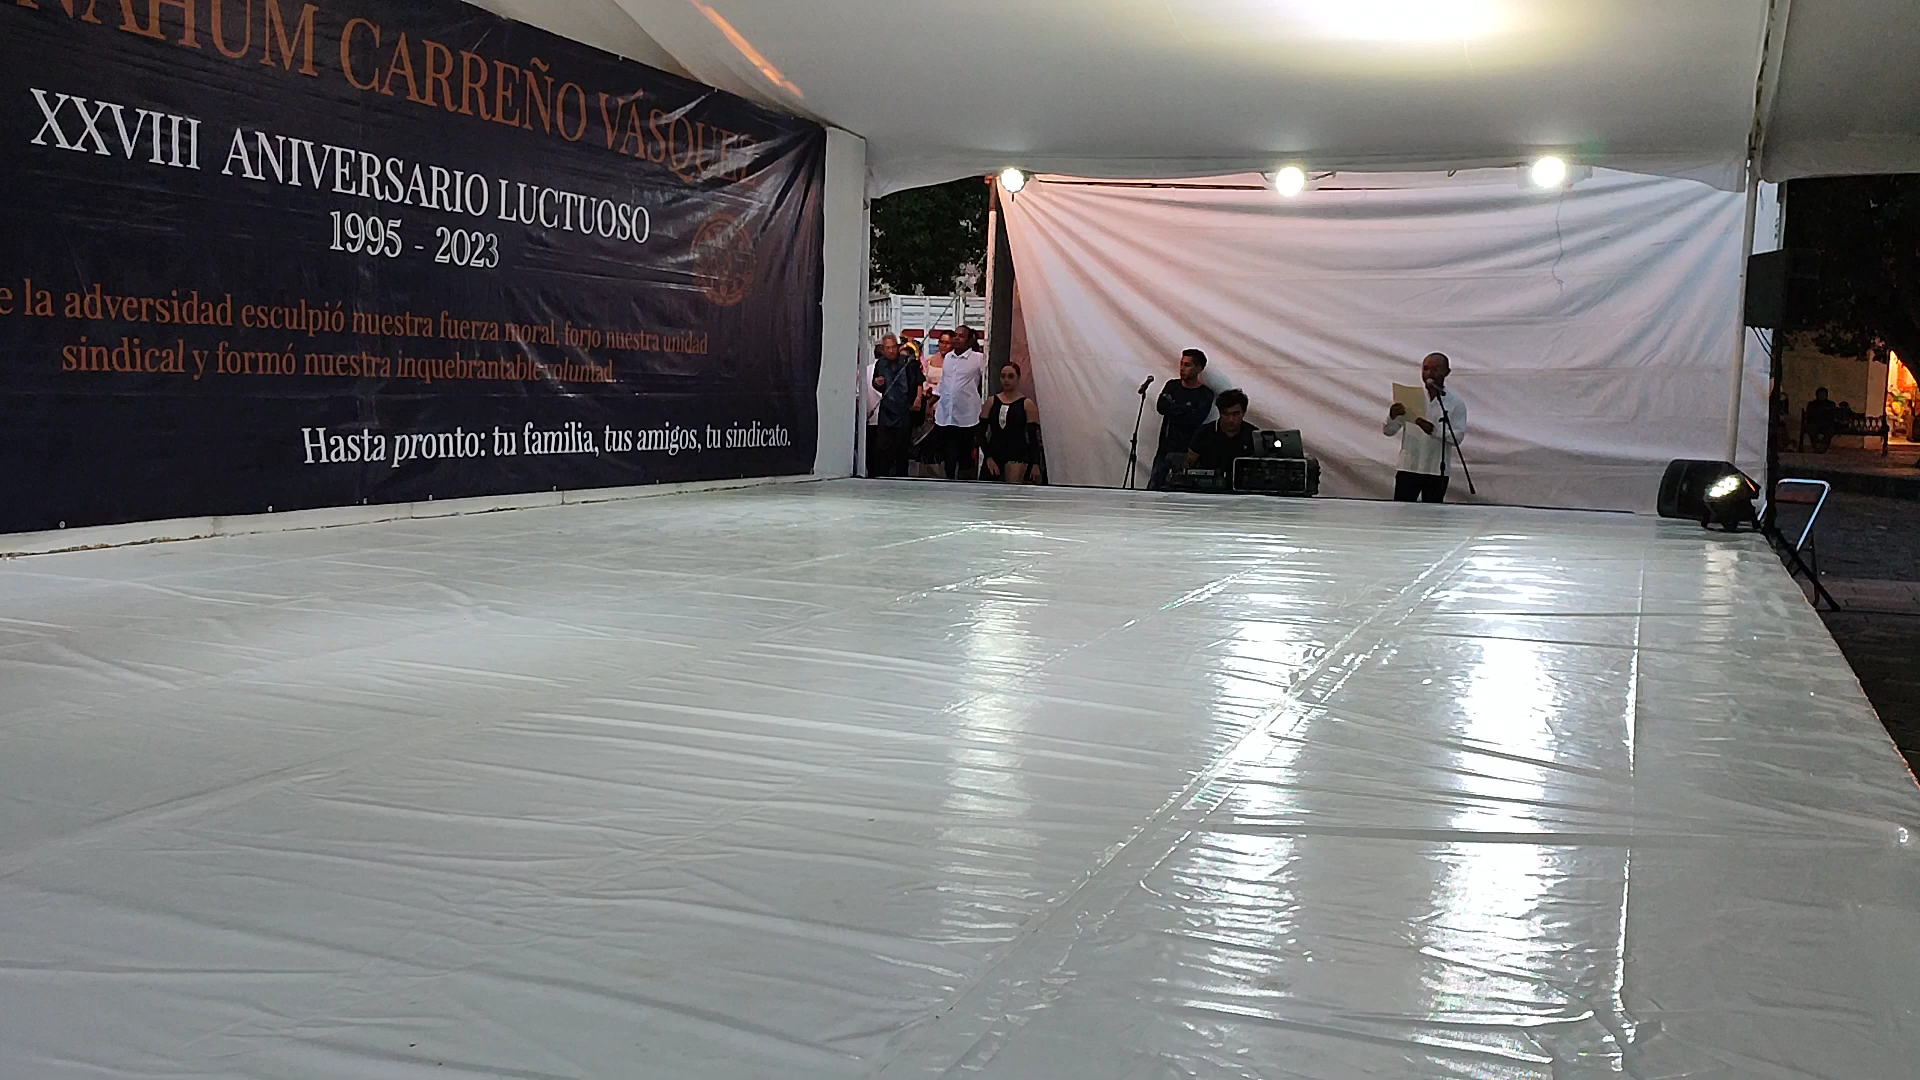 NAHUM CARREÑO VÁSQUEZ
XXVIII ANIVERSARIO LUCTUOSO
1995 - 2023
e la adversidad esculpió nuestra fuerza moral, forjo nuestra unidad
sindical y formó nuestra inquebrantable voluntad.
Hasta pronto: tu familia, tus amigos, tu sindicato.